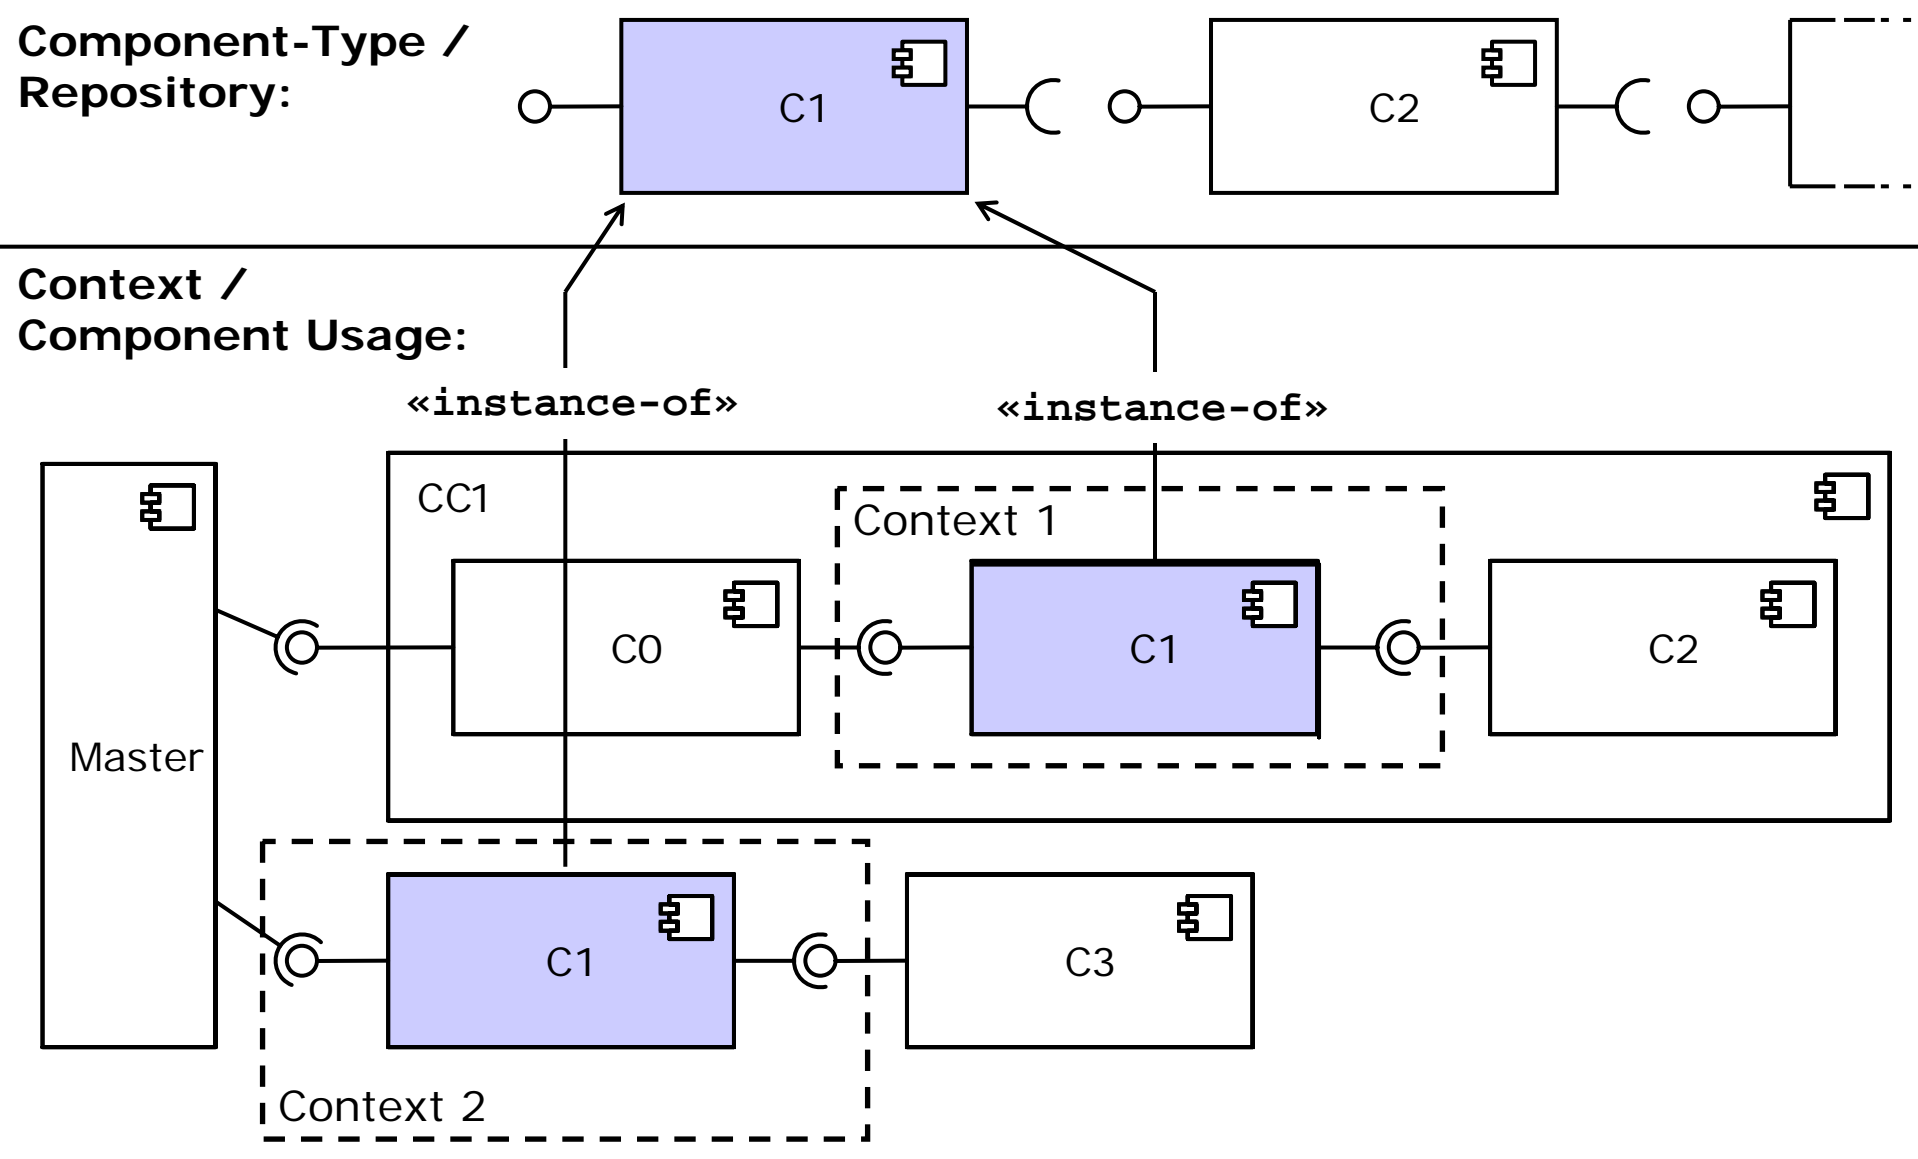 Component-Type /
Repository:
C1
C2
Context /
Component Usage:
«instance-of»
«instance-of»
CC1
Context 1
Master
C0
C1
C2
C1
C3
Context 2